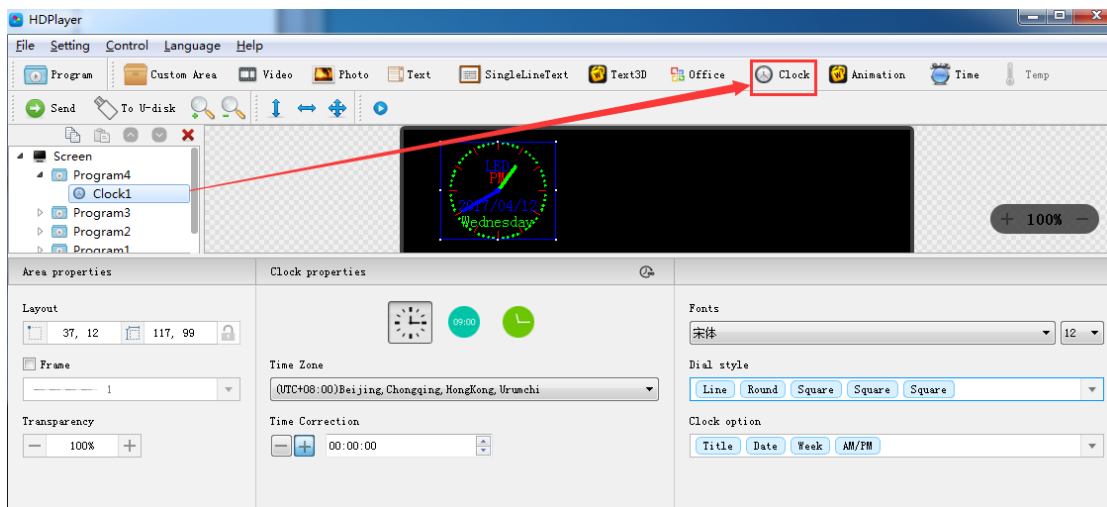 HDPlayer
File Setting Control Language Help
Program Custom Area Video Photo Text SingleLineText Text3D Office Clock Animation Time Temp
Send To U-disk
Screen
Program4
Clock1
Program3
Program2
Program1
LED
PM
2017/04/12
Wednesday
+ 100% −
Area properties Clock properties
Layout
37, 12 117, 99
Frame
1
Transparency
− 100% +
09:00
Time Zone
(UTC+08:00)Beijing,Chongqing,HongKong,Urumchi
Time Correction
− + 00:00:00
Fonts
宋体 12
Dial style
Line Round Square Square Square
Clock option
Title Date Week AM/PM